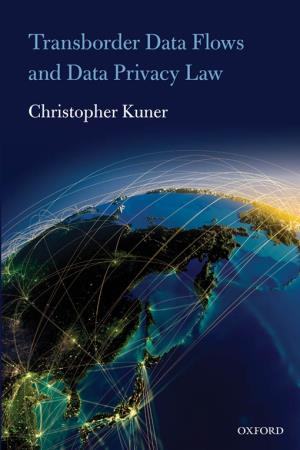 Transborder Data Flows
and Data Privacy Law
Christopher Kuner
OXFORD